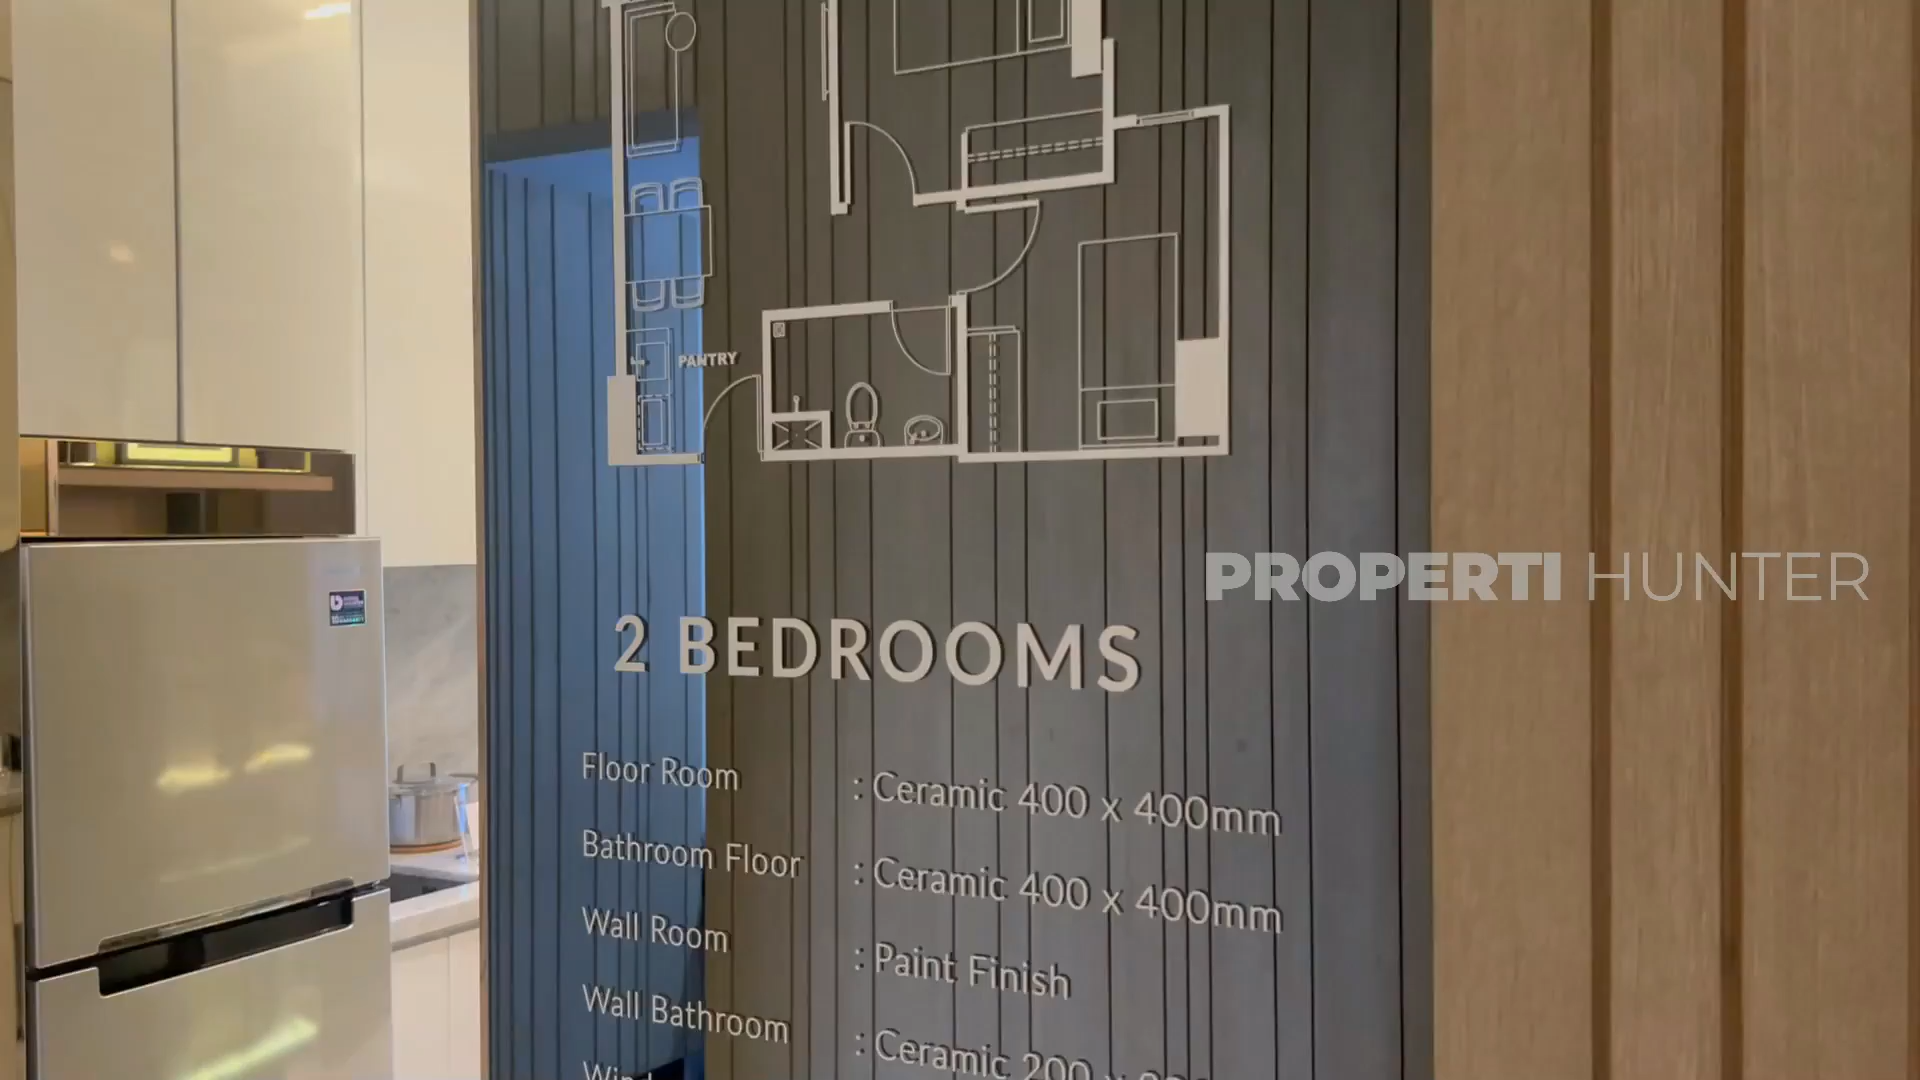 PANTRY
PROPERTI HUNTER
2 BEDROOMS
Floor Room : Ceramic 400 x 400mm
Bathroom Floor : Ceramic 400 x 400mm
Wall Room : Paint Finish
Wall Bathroom : Ceramic 200 x